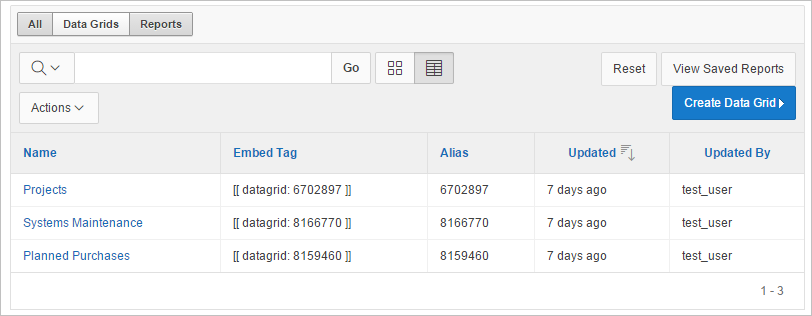 All Data Grids Reports
Go
Reset View Saved Reports
Actions
Create Data Grid
Name Embed Tag Alias Updated Updated By
Projects [[ datagrid: 6702897 ]] 6702897 7 days ago test_user
Systems Maintenance [[ datagrid: 8166770 ]] 8166770 7 days ago test_user
Planned Purchases [[ datagrid: 8159460 ]] 8159460 7 days ago test_user
1 - 3